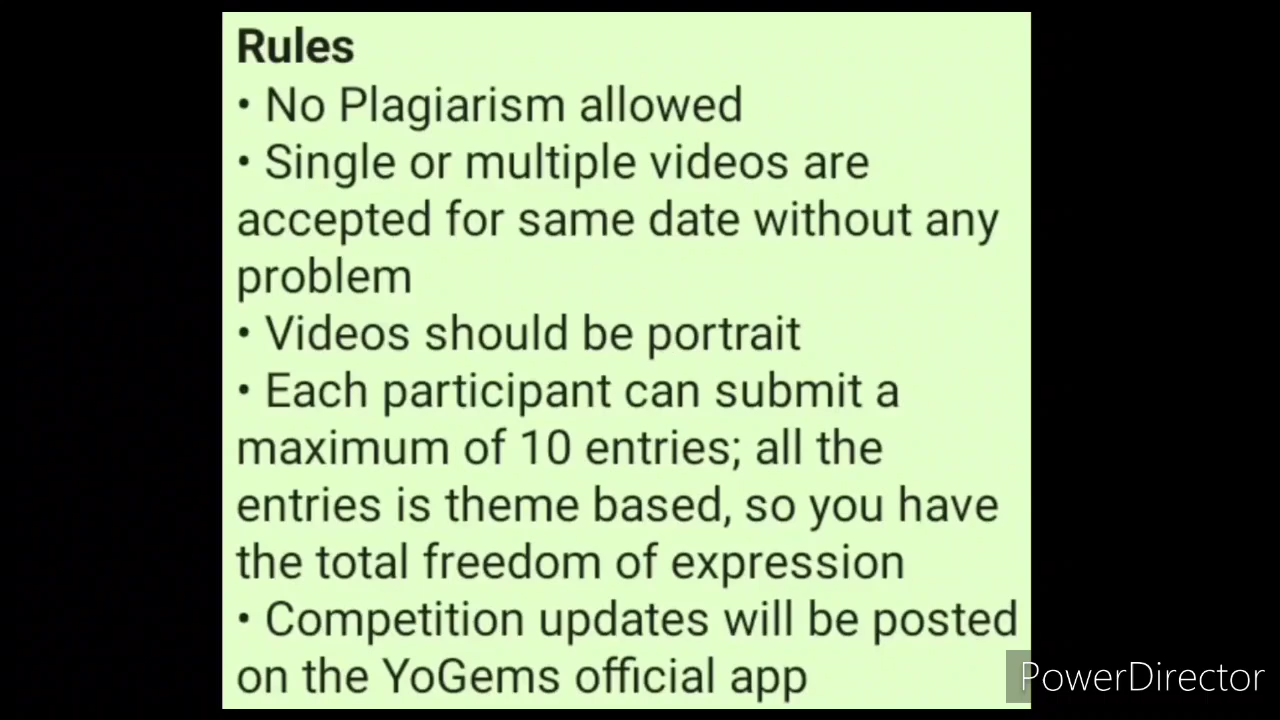 Rules
• No Plagiarism allowed
• Single or multiple videos are
accepted for same date without any
problem
• Videos should be portrait
• Each participant can submit a
maximum of 10 entries; all the
entries is theme based, so you have
the total freedom of expression
• Competition updates will be posted
on the YoGems official app
PowerDirector